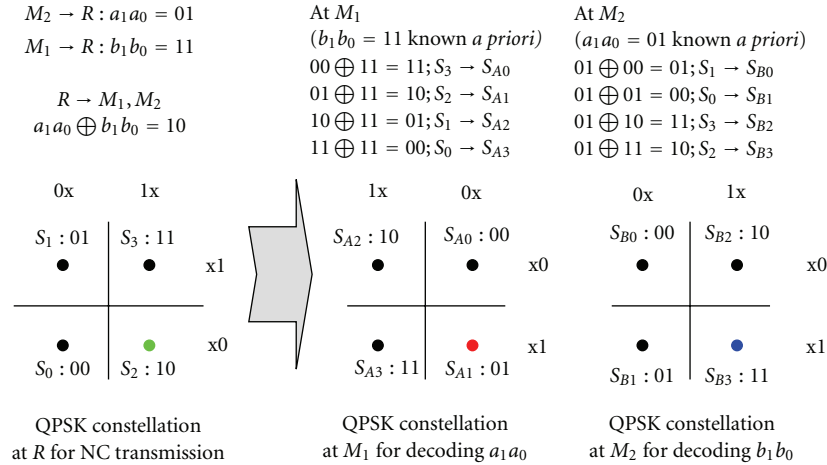 M₂ → R : a₁a₀ = 01
M₁ → R : b₁b₀ = 11
R → M₁, M₂
a₁a₀ ⊕ b₁b₀ = 10
0x 1x
S₁ : 01 S₃ : 11
x1
x0
S₀ : 00 S₂ : 10
QPSK constellation
at R for NC transmission
At M₁
(b₁b₀ = 11 known a priori)
00 ⊕ 11 = 11; S₃ → S_A0
01 ⊕ 11 = 10; S₂ → S_A1
10 ⊕ 11 = 01; S₁ → S_A2
11 ⊕ 11 = 00; S₀ → S_A3
1x 0x
S_A2 : 10 S_A0 : 00
x0
x1
S_A3 : 11 S_A1 : 01
QPSK constellation
at M₁ for decoding a₁a₀
At M₂
(a₁a₀ = 01 known a priori)
01 ⊕ 00 = 01; S₁ → S_B0
01 ⊕ 01 = 00; S₀ → S_B1
01 ⊕ 10 = 11; S₃ → S_B2
01 ⊕ 11 = 10; S₂ → S_B3
0x 1x
S_B0 : 00 S_B2 : 10
x0
x1
S_B1 : 01 S_B3 : 11
QPSK constellation
at M₂ for decoding b₁b₀